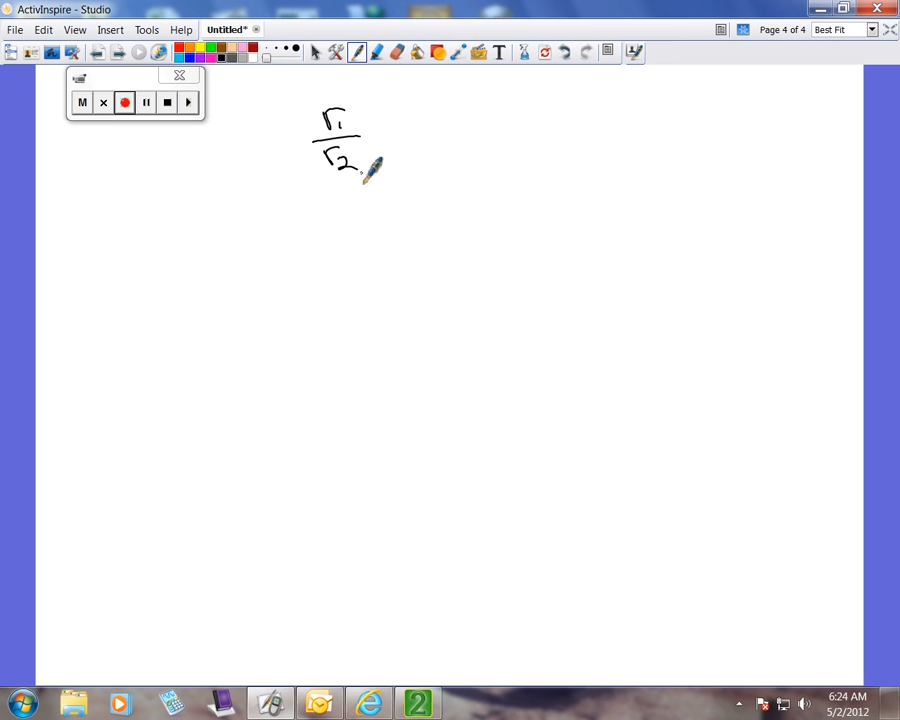 ActivInspire - Studio
File Edit View Insert Tools Help Untitled* Page 4 of 4 Best Fit
M
r1
r2
2
6:24 AM
5/2/2012